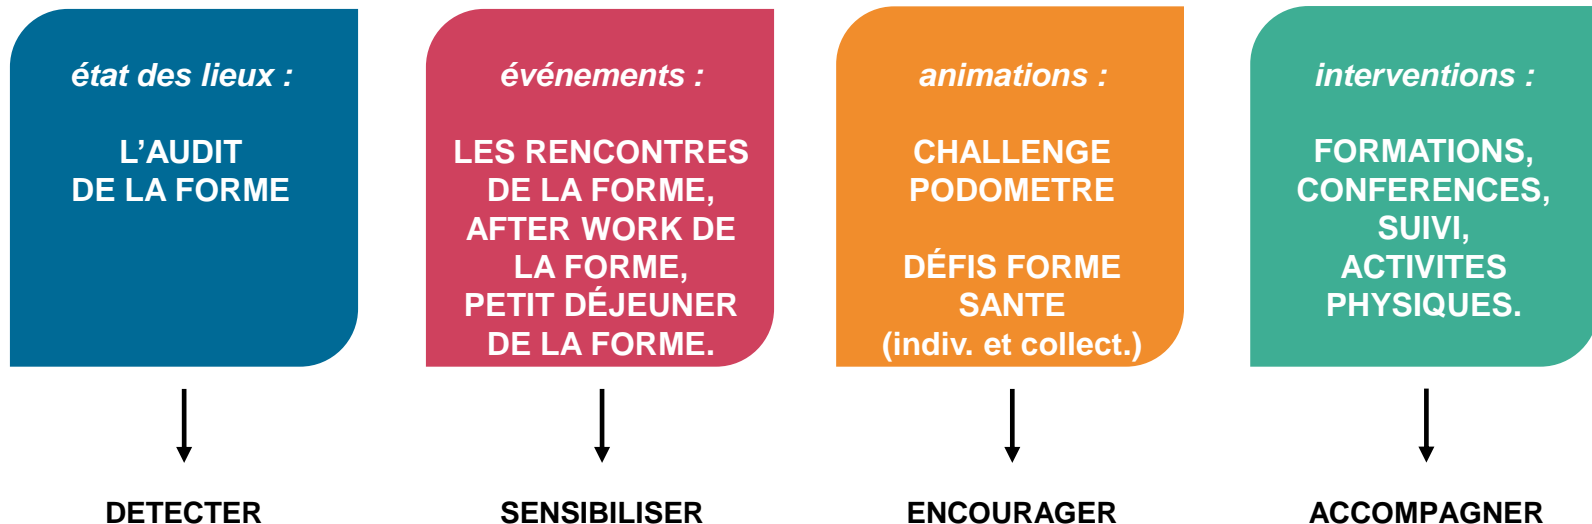 état des lieux :
L’AUDIT
DE LA FORME
DETECTER
événements :
LES RENCONTRES
DE LA FORME,
AFTER WORK DE
LA FORME,
PETIT DÉJEUNER
DE LA FORME.
SENSIBILISER
animations :
CHALLENGE
PODOMETRE
DÉFIS FORME
SANTE
(indiv. et collect.)
ENCOURAGER
interventions :
FORMATIONS,
CONFERENCES,
SUIVI,
ACTIVITES
PHYSIQUES.
ACCOMPAGNER